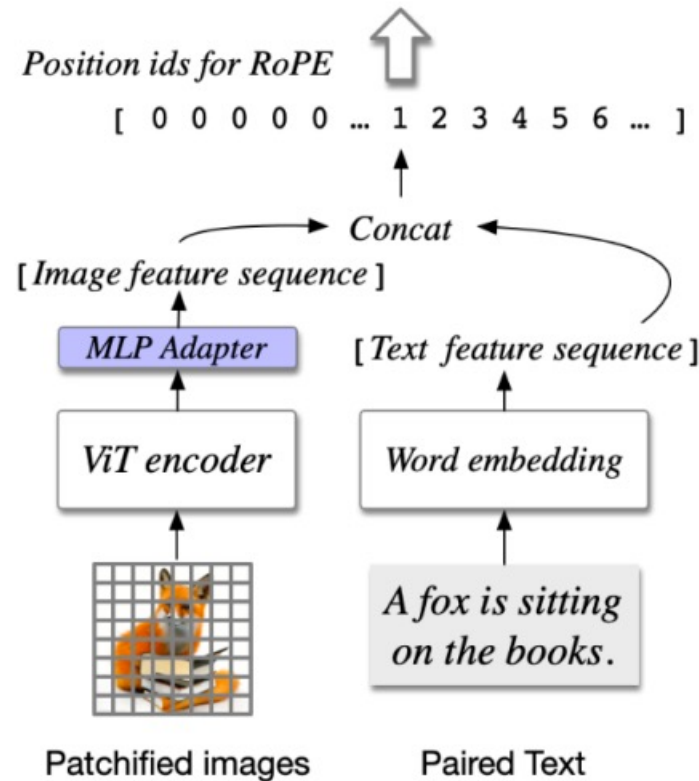 Position ids for RoPE
[ 0 0 0 0 0 … 1 2 3 4 5 6 … ]
Concat
[Image feature sequence]
MLP Adapter
[Text feature sequence]
ViT encoder
Word embedding
A fox is sitting
on the books.
Patchified images
Paired Text